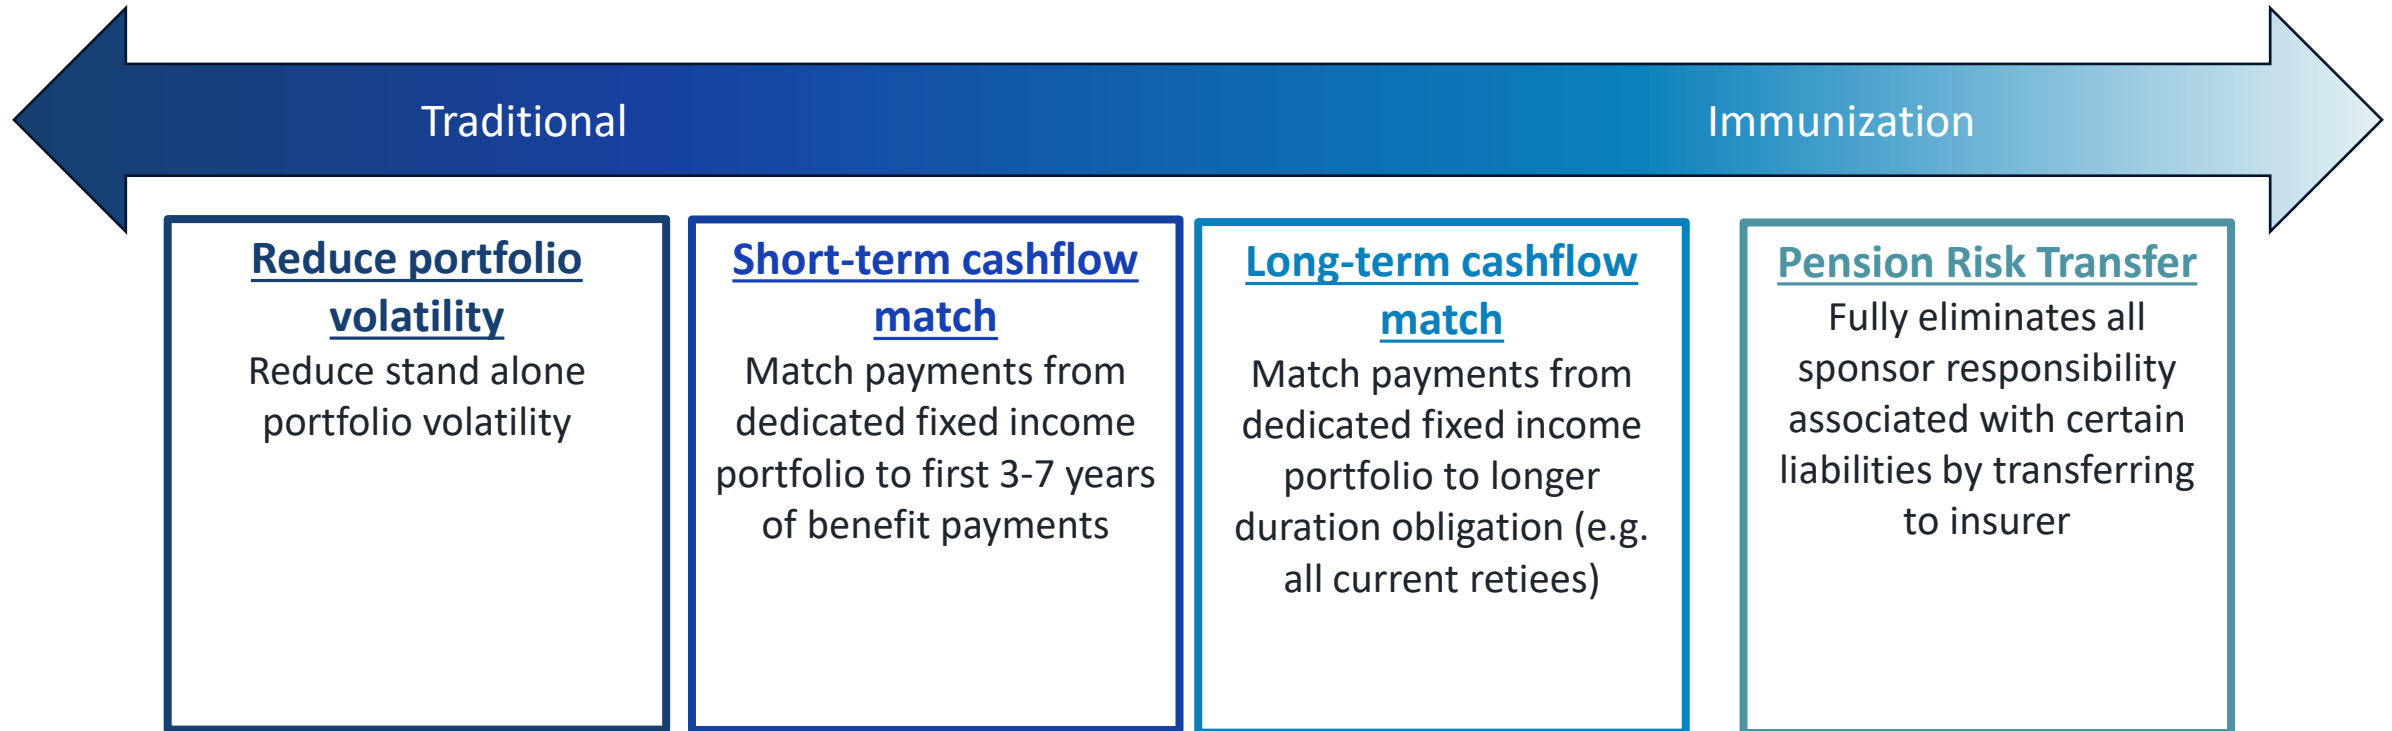 Traditional
Immunization
Reduce portfolio
volatility
Reduce stand alone
portfolio volatility
Short-term cashflow
match
Match payments from
dedicated fixed income
portfolio to first 3-7 years
of benefit payments
Long-term cashflow
match
Match payments from
dedicated fixed income
portfolio to longer
duration obligation (e.g.
all current retiees)
Pension Risk Transfer
Fully eliminates all
sponsor responsibility
associated with certain
liabilities by transferring
to insurer